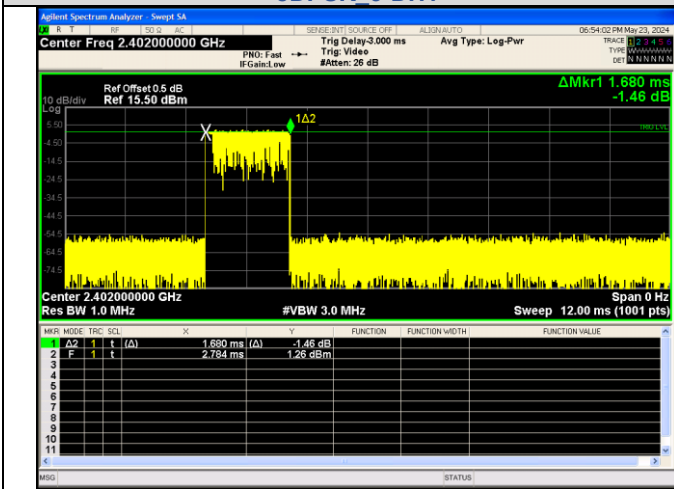 Agilent Spectrum Analyzer - Swept SA
R T RF 50 Ω AC SENSE:INT SOURCE OFF ALIGNAUTO 06:54:02 PM May 23, 2024
Center Freq 2.402000000 GHz
PNO: Fast
IFGain:Low
Trig Delay-3.000 ms
Trig: Video
#Atten: 26 dB
Avg Type: Log-Pwr
TRACE 1 2 3 4 5 6
TYPE WWWWWW
DET N N N N N N
ΔMkr1 1.680 ms
-1.46 dB
Ref Offset 0.5 dB
10 dB/div Ref 15.50 dBm
Log
5.50
-4.50
-14.5
-24.5
-34.5
-44.5
-54.5
-64.5
-74.5
X
1Δ2
TRIG LVL
Center 2.402000000 GHz Span 0 Hz
Res BW 1.0 MHz #VBW 3.0 MHz Sweep 12.00 ms (1001 pts)
MKR MODE TRC SCL X Y FUNCTION FUNCTION WIDTH FUNCTION VALUE
1 Δ2 1 t (Δ) 1.680 ms (Δ) -1.46 dB
2 F 1 t 2.784 ms 1.26 dBm
3
4
5
6
7
8
9
10
11
MSG STATUS